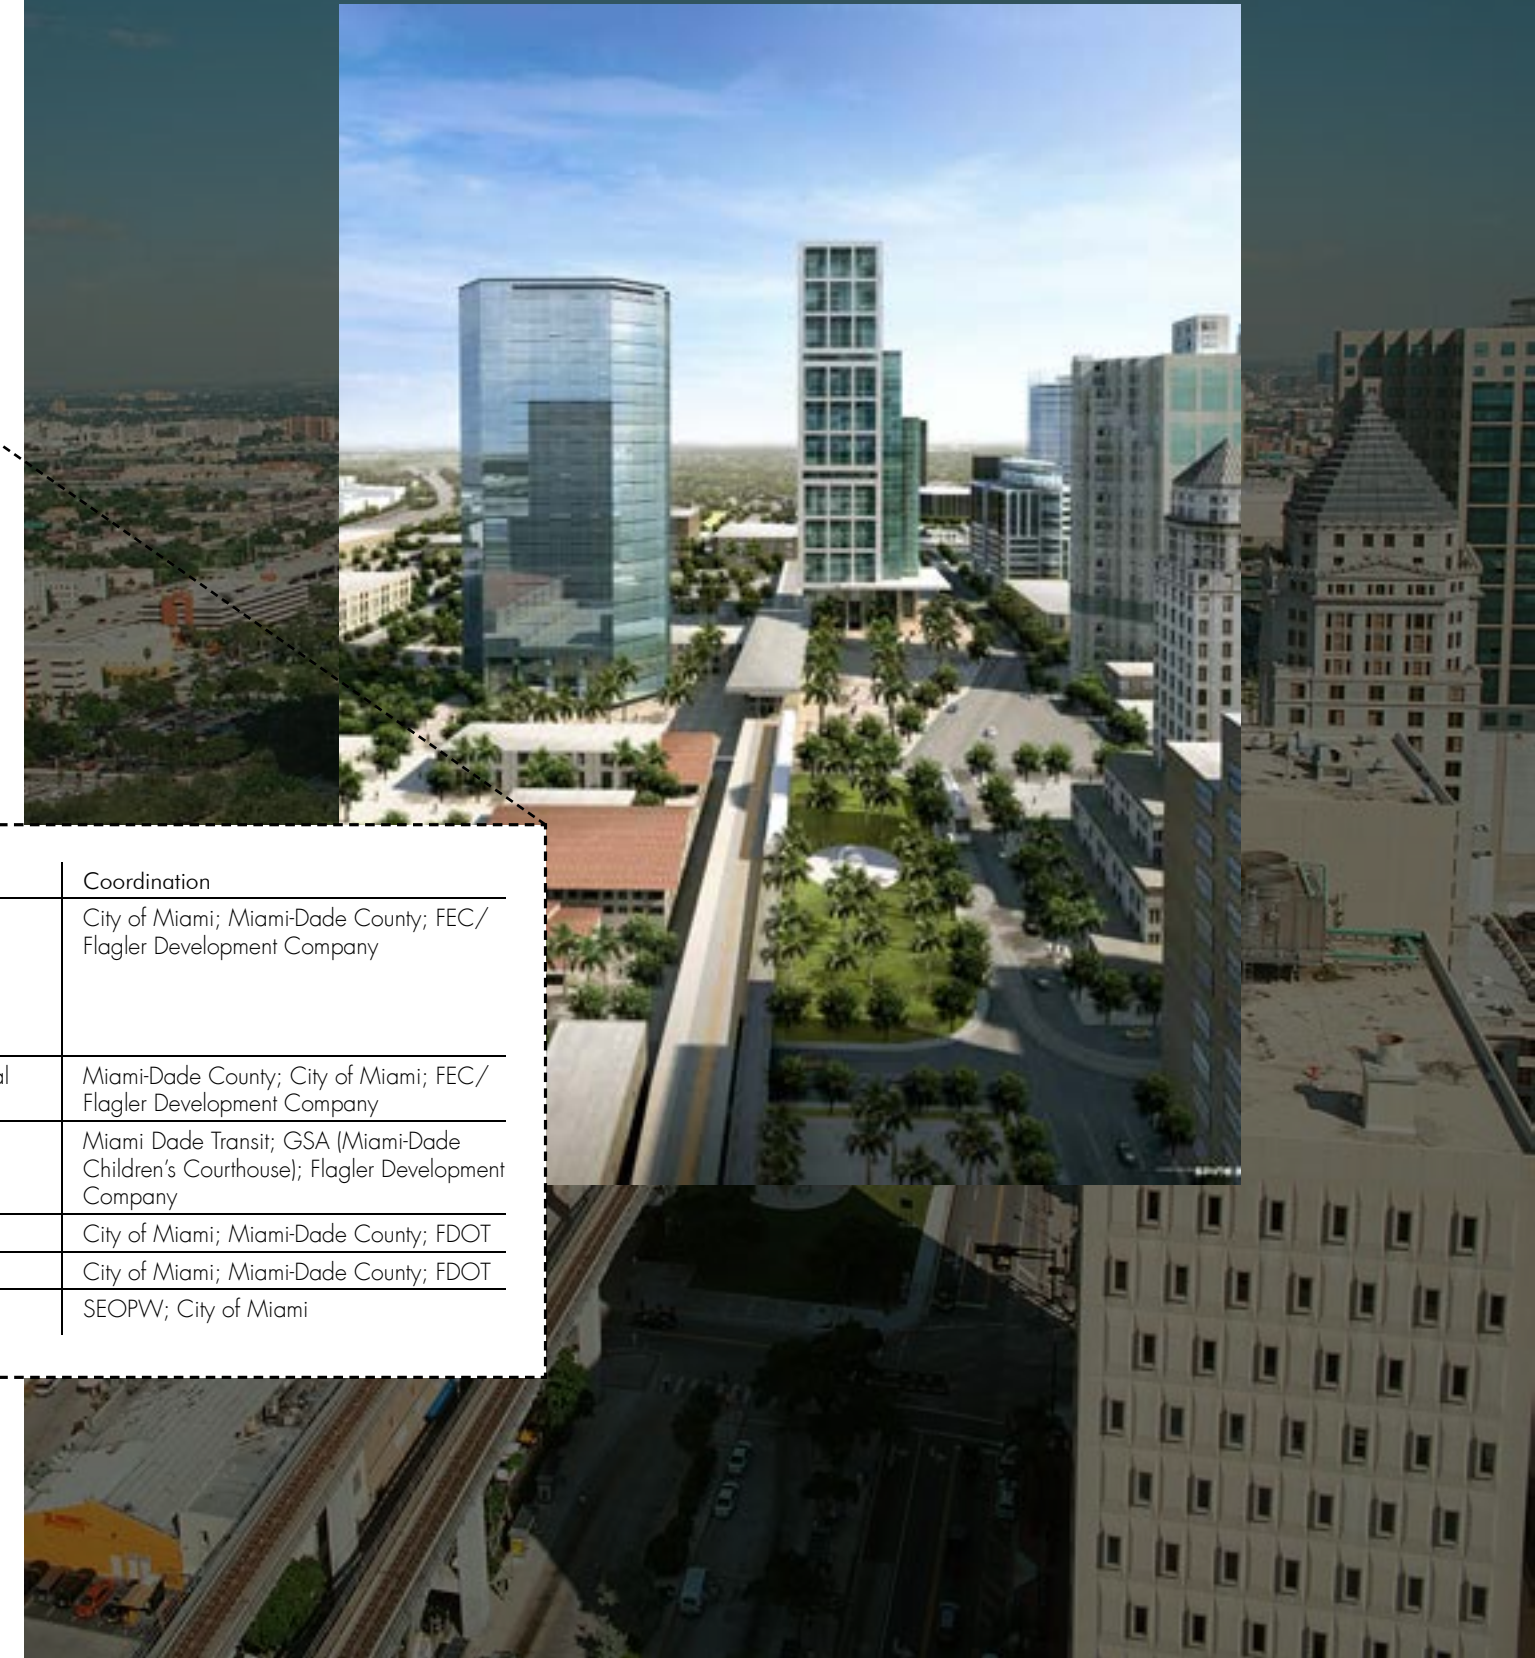 Coordination
City of Miami; Miami-Dade County; FEC/
Flagler Development Company
al
Miami-Dade County; City of Miami; FEC/
Flagler Development Company
Miami Dade Transit; GSA (Miami-Dade
Children’s Courthouse); Flagler Development
Company
City of Miami; Miami-Dade County; FDOT
City of Miami; Miami-Dade County; FDOT
SEOPW; City of Miami